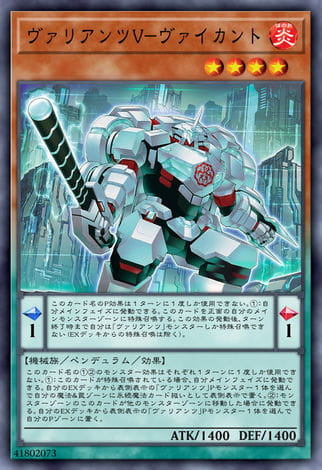 ヴァリアンツV－ヴァイカント
炎
このカード名のP効果は１ターンに１度しか使用できない。①：自
分メインフェイズに発動できる。このカードを正面の自分のメイ
ンモンスターゾーンに特殊召喚する。この効果の発動後、ターン
終了時まで自分は「ヴァリアンツ」モンスターしか特殊召喚できな
い（EXデッキからの特殊召喚は除く）。
1
1
【機械族／ペンデュラム／効果】
このカード名の①②のモンスター効果はそれぞれ１ターンに１度しか使用できな
い。①：このカードが特殊召喚されている場合、自分メインフェイズに発動でき
る。自分のEXデッキから表側表示の「ヴァリアンツ」Pモンスター１体を選ん
で自分の魔法&罠ゾーンに永続魔法カード扱いとして表側表示で置く。②：モン
スターゾーンのこのカードが他のモンスターゾーンに移動した場合に発動でき
る。自分のEXデッキから表側表示の「ヴァリアンツ」Pモンスター１体を選んで
自分のPゾーンに置く。
ATK/1400 DEF/1400
41802073